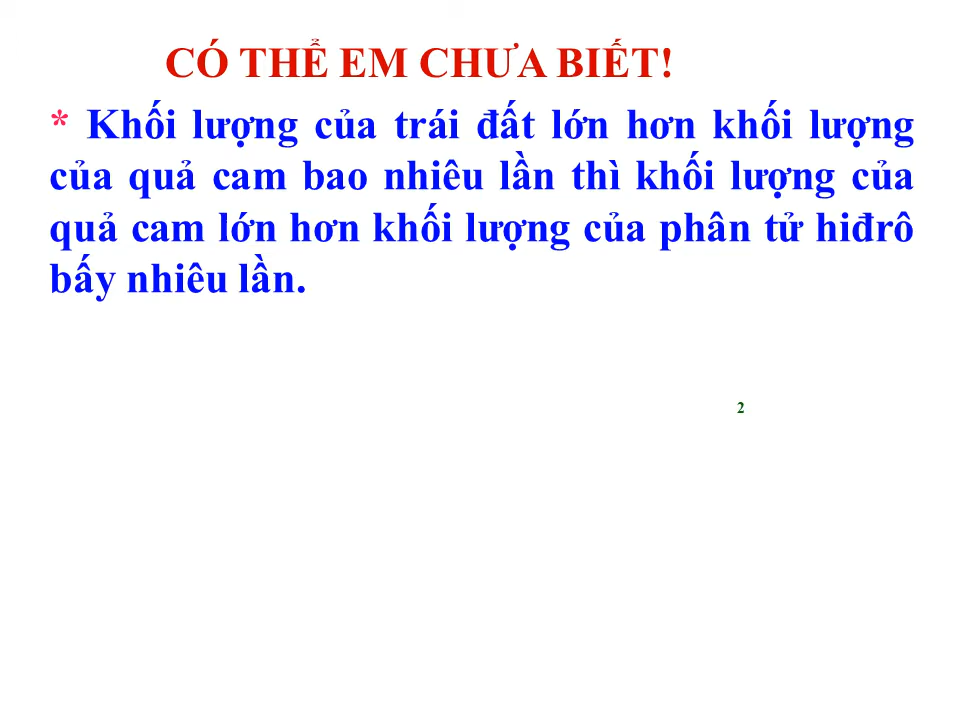 CÓ THỂ EM CHƯA BIẾT!
* Khối lượng của trái đất lớn hơn khối lượng
của quả cam bao nhiêu lần thì khối lượng của
quả cam lớn hơn khối lượng của phân tử hiđrô
bấy nhiêu lần.
2